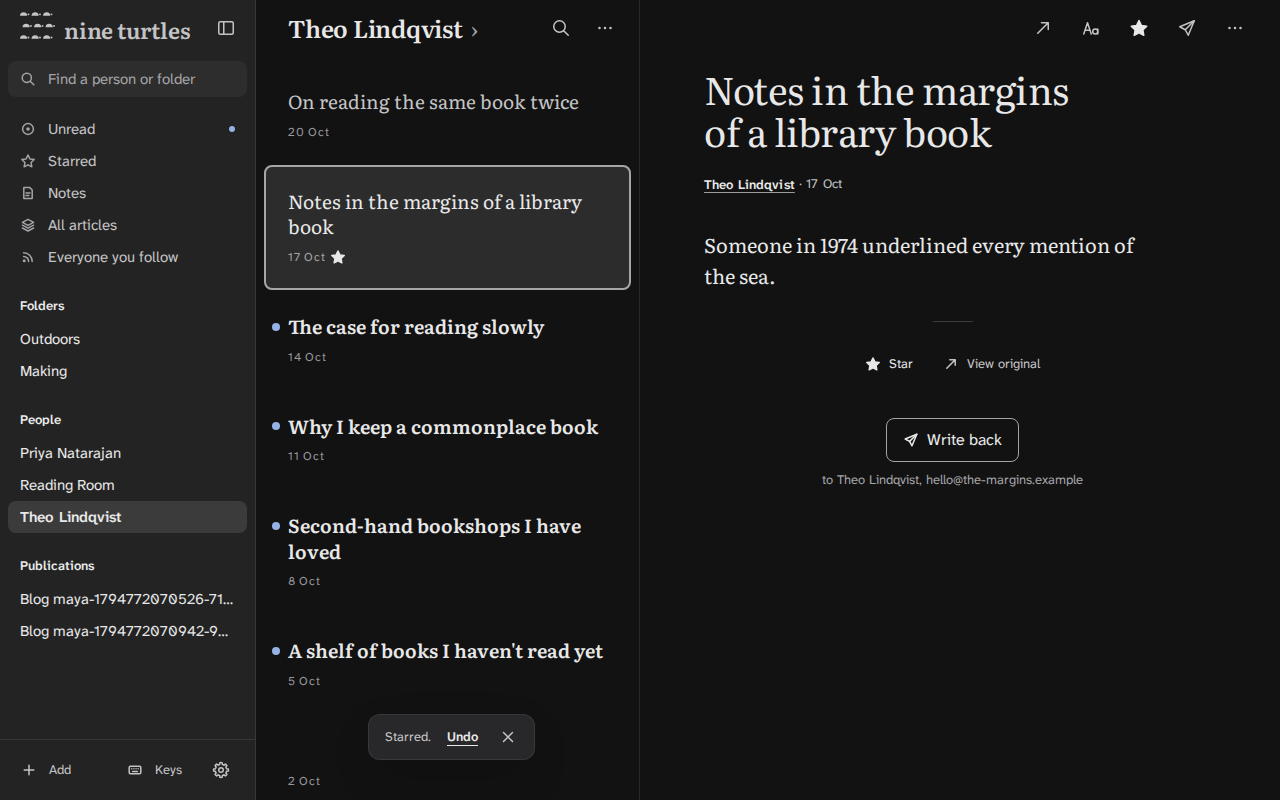 nine turtles
Find a person or folder
Unread
Starred
Notes
All articles
Everyone you follow
Folders
Outdoors
Making
People
Priya Natarajan
Reading Room
Theo Lindqvist
Publications
Blog maya-1794772070526-71...
Blog maya-1794772070942-9...
Add
Keys
Theo Lindqvist ›
On reading the same book twice
20 Oct
Notes in the margins of a library
book
17 Oct
The case for reading slowly
14 Oct
Why I keep a commonplace book
11 Oct
Second-hand bookshops I have
loved
8 Oct
A shelf of books I haven't read yet
5 Oct
Starred. Undo
2 Oct
Aa
Notes in the margins
of a library book
Theo Lindqvist · 17 Oct
Someone in 1974 underlined every mention of
the sea.
Star
View original
Write back
to Theo Lindqvist, hello@the-margins.example